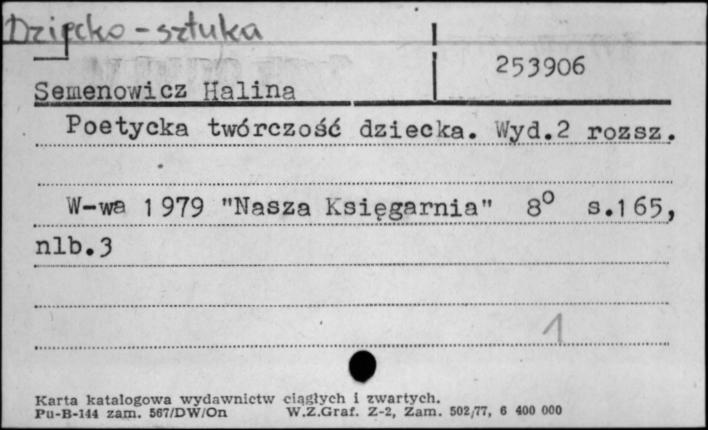 Dziecko - sztuka
253906
Semenowicz Halina
Poetycka twórczość dziecka. Wyd.2 rozsz.
W-wa 1979 "Nasza Księgarnia" 8° s.165,
nlb.3
1
Karta katalogowa wydawnictw ciągłych i zwartych.
Pu-B-144 zam. 567/DW/On W.Z.Graf. Z-2, Zam. 502/77, 6 400 000